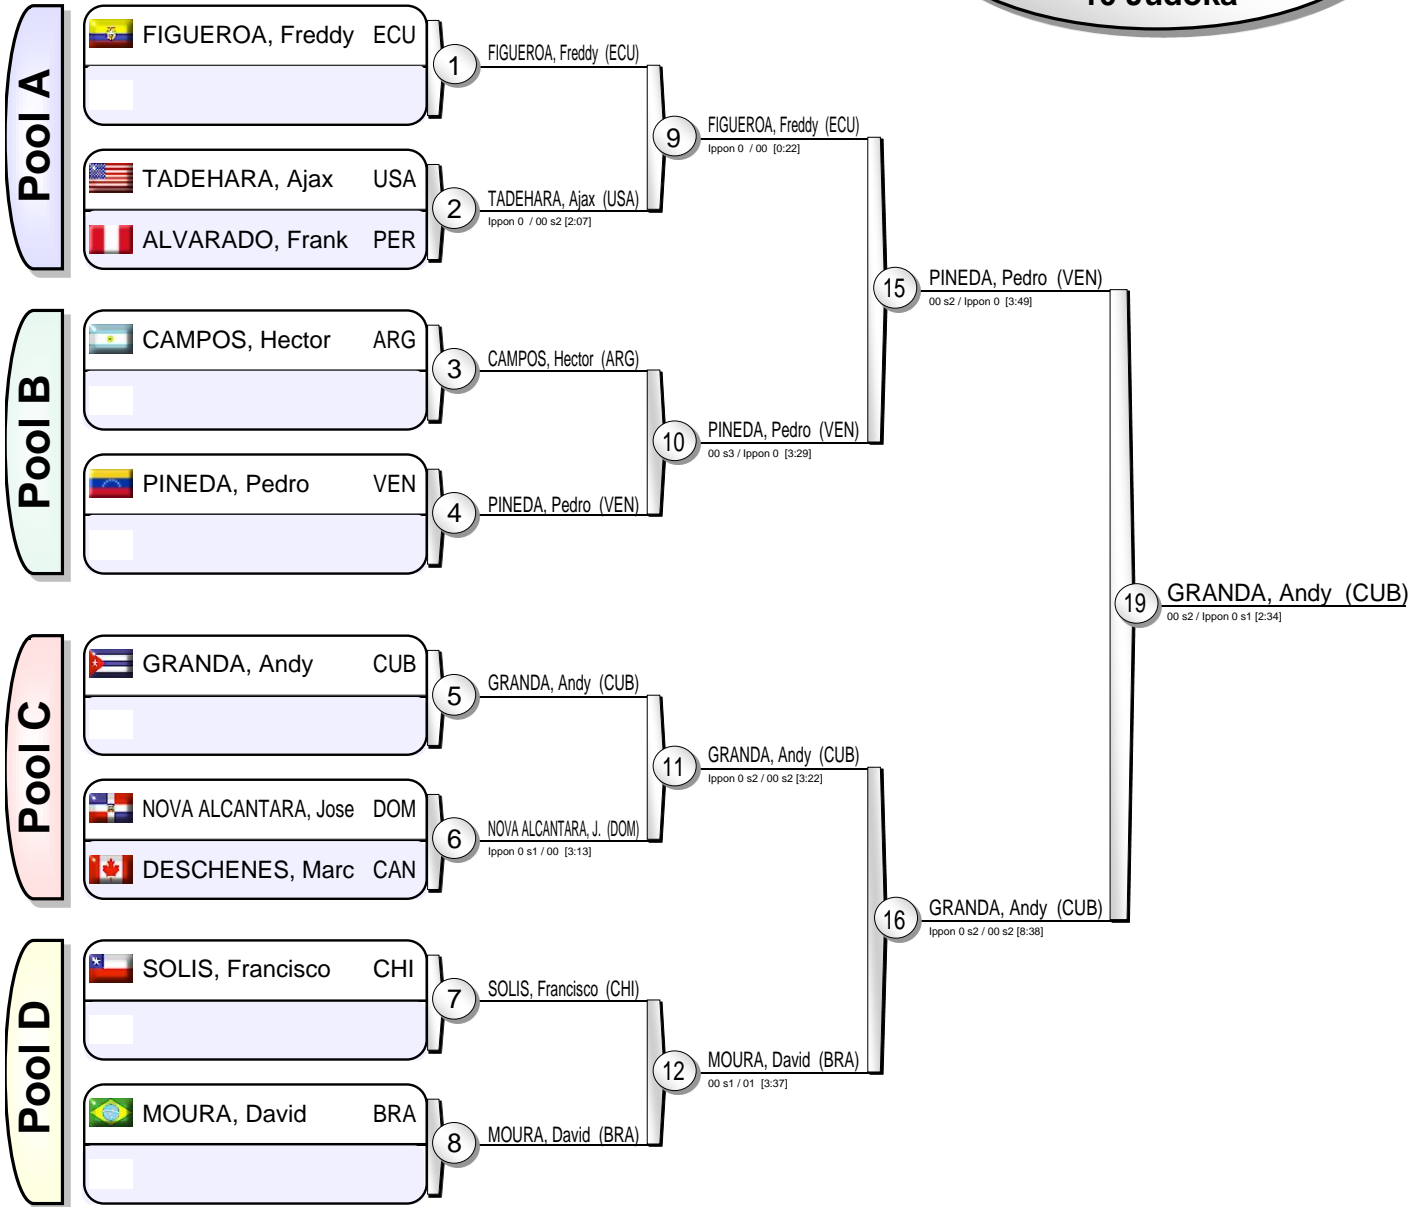 10 Judoka
Pool A
FIGUEROA, Freddy ECU
TADEHARA, Ajax USA
ALVARADO, Frank PER
1
FIGUEROA, Freddy (ECU)
2
TADEHARA, Ajax (USA)
Ippon 0 / 00 s2 [2:07]
9
FIGUEROA, Freddy (ECU)
Ippon 0 / 00 [0:22]
Pool B
CAMPOS, Hector ARG
PINEDA, Pedro VEN
3
CAMPOS, Hector (ARG)
4
PINEDA, Pedro (VEN)
10
PINEDA, Pedro (VEN)
00 s3 / Ippon 0 [3:29]
15
PINEDA, Pedro (VEN)
00 s2 / Ippon 0 [3:49]
Pool C
GRANDA, Andy CUB
NOVA ALCANTARA, Jose DOM
DESCHENES, Marc CAN
5
GRANDA, Andy (CUB)
6
NOVA ALCANTARA, J. (DOM)
Ippon 0 s1 / 00 [3:13]
11
GRANDA, Andy (CUB)
Ippon 0 s2 / 00 s2 [3:22]
Pool D
SOLIS, Francisco CHI
MOURA, David BRA
7
SOLIS, Francisco (CHI)
8
MOURA, David (BRA)
12
MOURA, David (BRA)
00 s1 / 01 [3:37]
16
GRANDA, Andy (CUB)
Ippon 0 s2 / 00 s2 [8:38]
19
GRANDA, Andy (CUB)
00 s2 / Ippon 0 s1 [2:34]